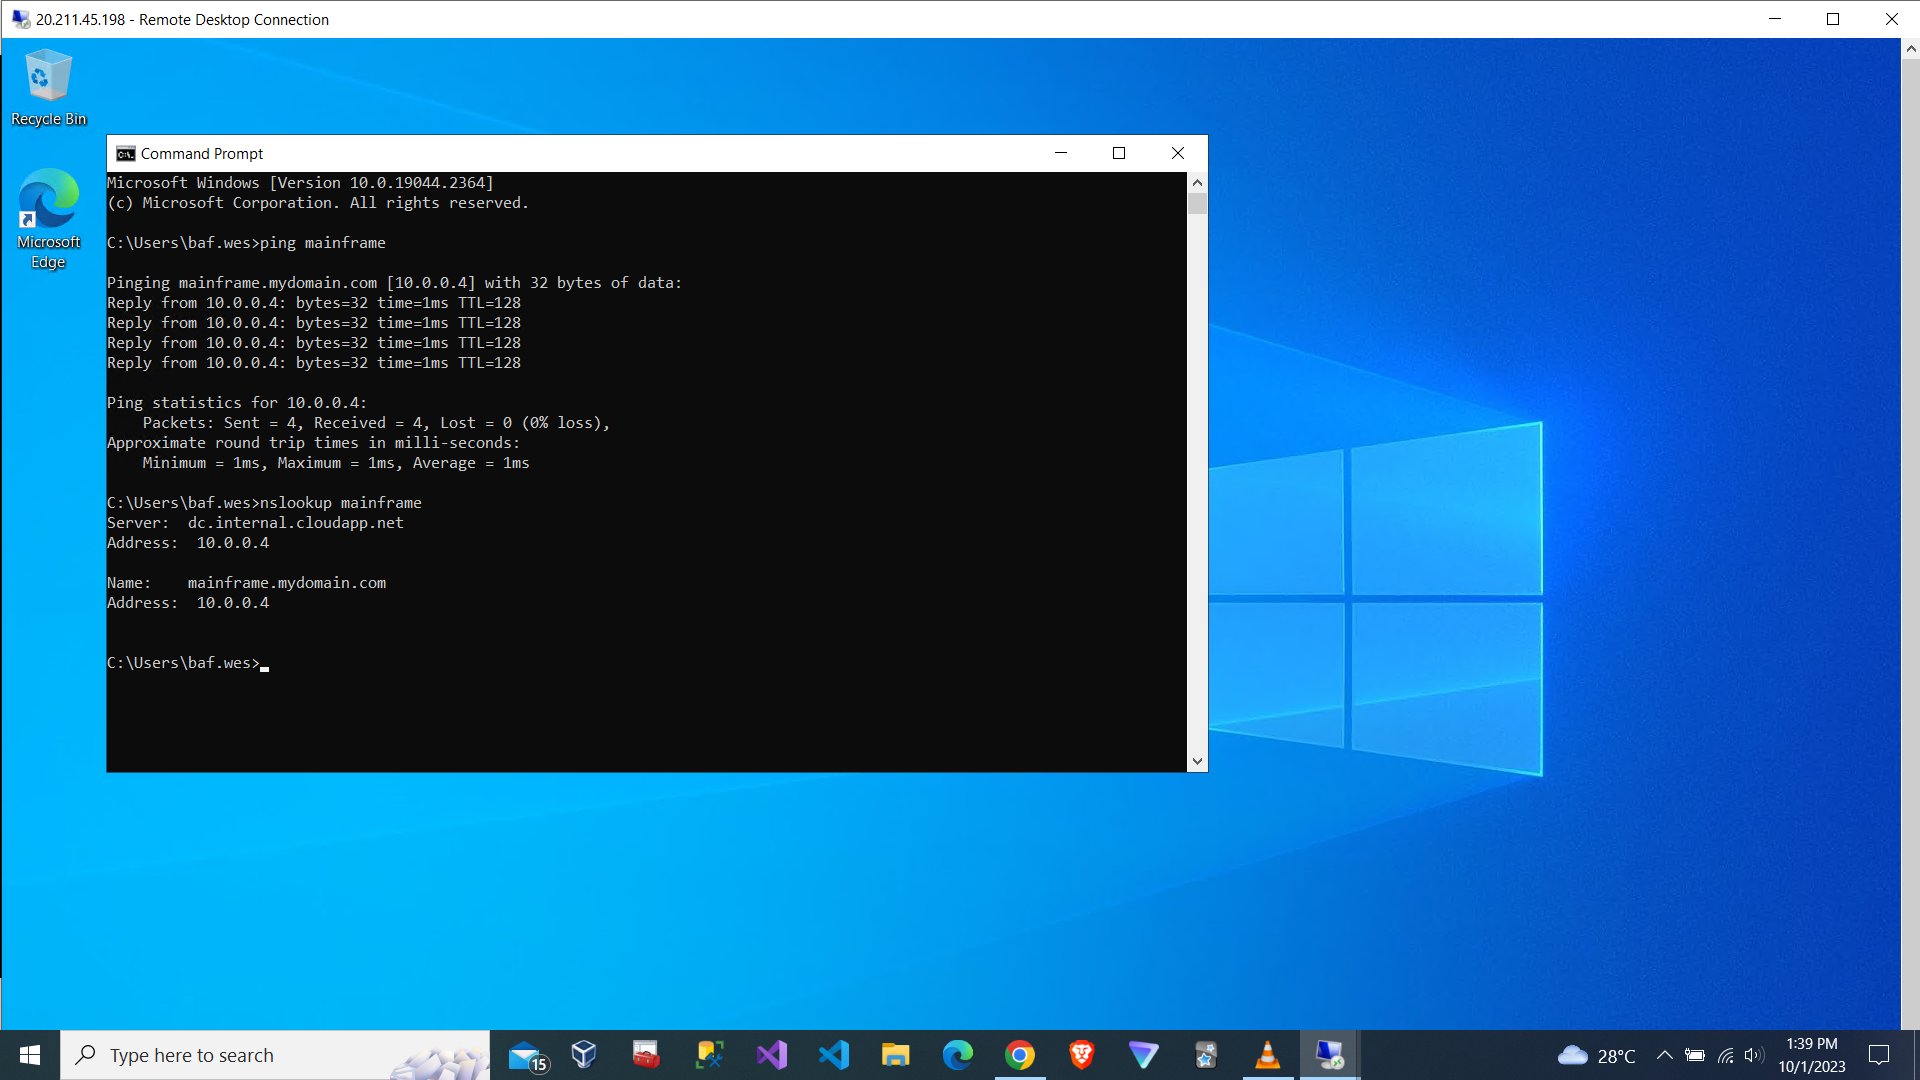 20.211.45.198 - Remote Desktop Connection
Recycle Bin
Microsoft
Edge
Command Prompt
Microsoft Windows [Version 10.0.19044.2364]
(c) Microsoft Corporation. All rights reserved.
C:\Users\baf.wes>ping mainframe
Pinging mainframe.mydomain.com [10.0.0.4] with 32 bytes of data:
Reply from 10.0.0.4: bytes=32 time=1ms TTL=128
Reply from 10.0.0.4: bytes=32 time=1ms TTL=128
Reply from 10.0.0.4: bytes=32 time=1ms TTL=128
Reply from 10.0.0.4: bytes=32 time=1ms TTL=128
Ping statistics for 10.0.0.4:
    Packets: Sent = 4, Received = 4, Lost = 0 (0% loss),
Approximate round trip times in milli-seconds:
    Minimum = 1ms, Maximum = 1ms, Average = 1ms
C:\Users\baf.wes>nslookup mainframe
Server:  dc.internal.cloudapp.net
Address:  10.0.0.4
Name:    mainframe.mydomain.com
Address:  10.0.0.4
C:\Users\baf.wes>
Type here to search
15
28°C
1:39 PM
10/1/2023